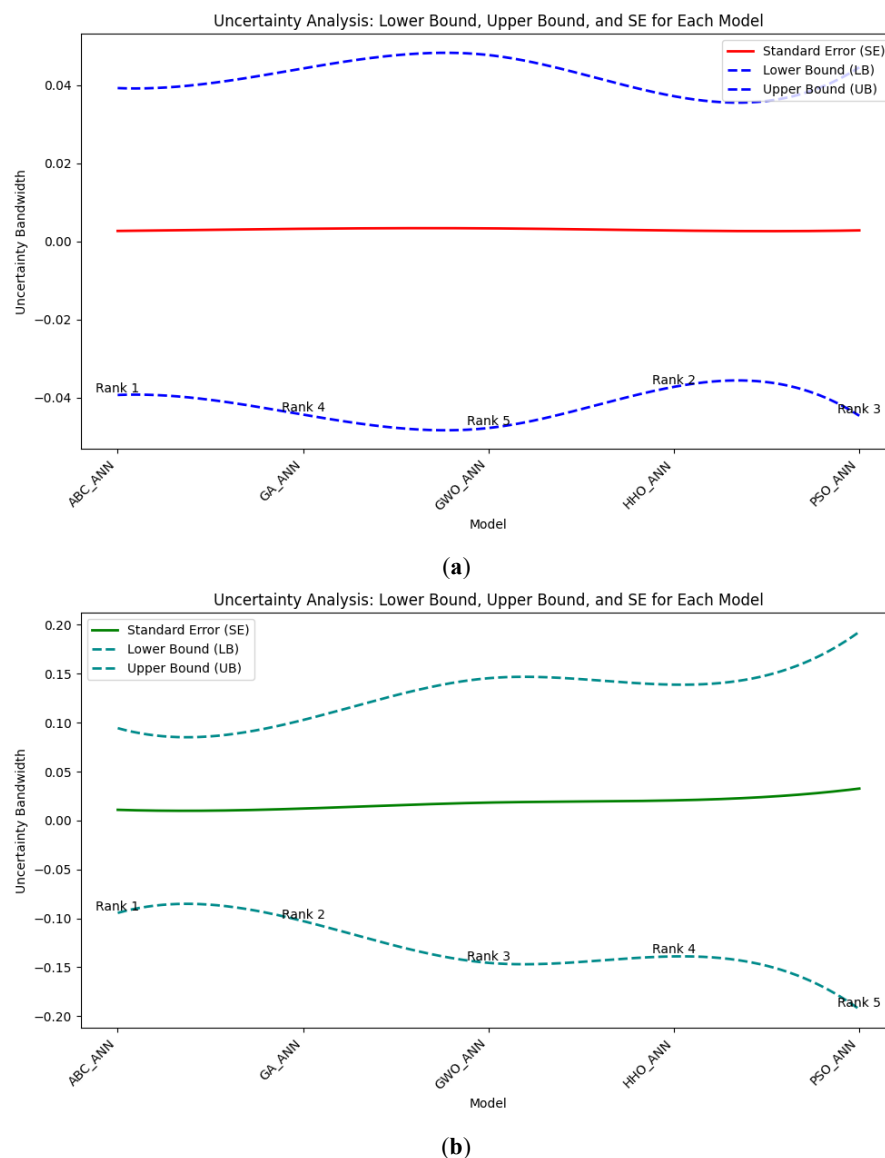 Uncertainty Analysis: Lower Bound, Upper Bound, and SE for Each Model
Standard Error (SE)
Lower Bound (LB)
Upper Bound (UB)
Uncertainty Bandwidth
0.04
0.02
0.00
−0.02
−0.04
Rank 1
Rank 4
Rank 5
Rank 2
Rank 3
ABC_ANN
GA_ANN
GWO_ANN
HHO_ANN
PSO_ANN
Model
(a)
Uncertainty Analysis: Lower Bound, Upper Bound, and SE for Each Model
Standard Error (SE)
Lower Bound (LB)
Upper Bound (UB)
Uncertainty Bandwidth
0.20
0.15
0.10
0.05
0.00
−0.05
−0.10
−0.15
−0.20
Rank 1
Rank 2
Rank 3
Rank 4
Rank 5
ABC_ANN
GA_ANN
GWO_ANN
HHO_ANN
PSO_ANN
Model
(b)